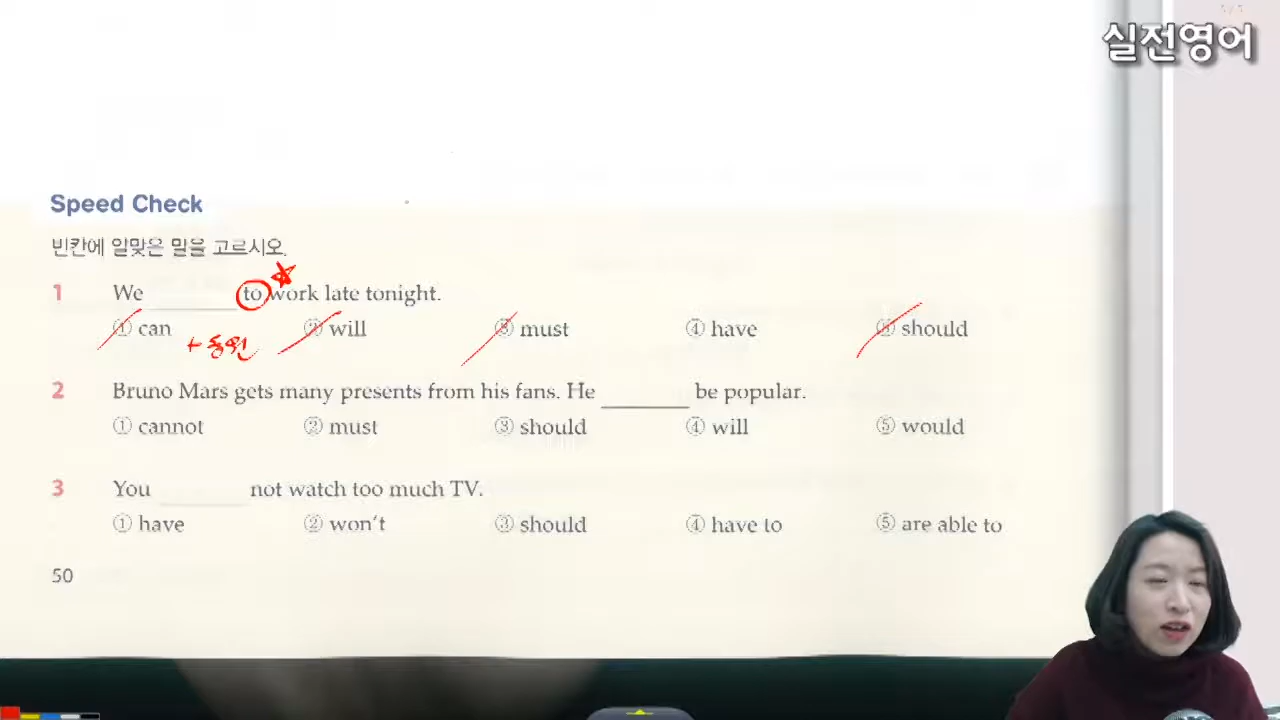 실전영어
Speed Check
빈칸에 알맞은 말을 고르시오.
1 We ________ to work late tonight.
① can ② will ③ must ④ have ⑤ should
+동원
2 Bruno Mars gets many presents from his fans. He ________ be popular.
① cannot ② must ③ should ④ will ⑤ would
3 You ________ not watch too much TV.
① have ② won't ③ should ④ have to ⑤ are able to
50